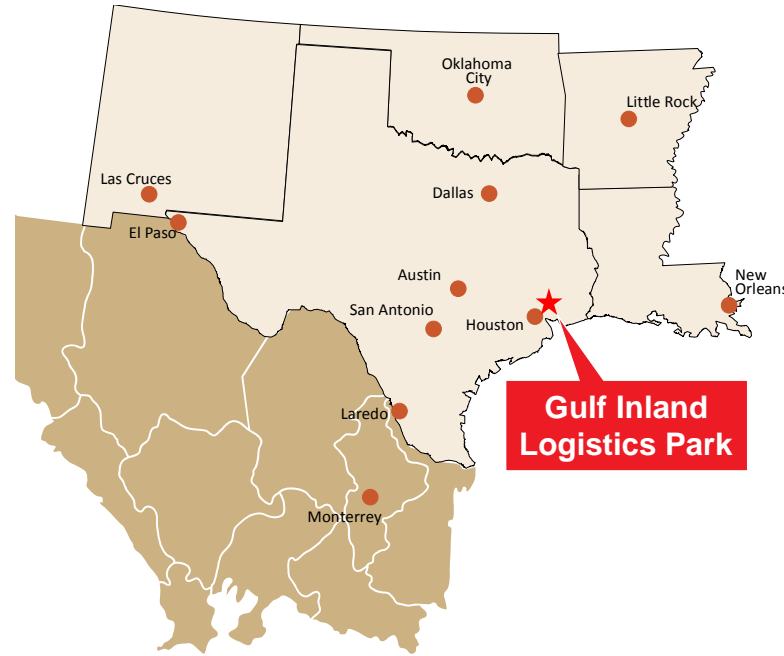 Oklahoma
City
Little Rock
Las Cruces
Dallas
El Paso
Austin
New
Orleans
San Antonio
Houston
Gulf Inland
Logistics Park
Laredo
Monterrey